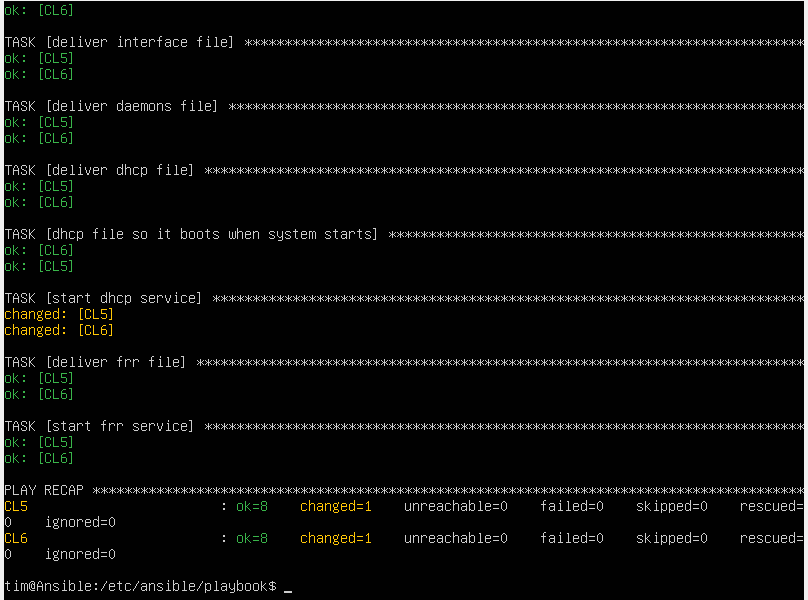 ok: [CL6]
TASK [deliver interface file] **********************************************************************
ok: [CL5]
ok: [CL6]
TASK [deliver daemons file] ************************************************************************
ok: [CL5]
ok: [CL6]
TASK [deliver dhcp file] ***************************************************************************
ok: [CL5]
ok: [CL6]
TASK [dhcp file so it boots when system starts] ****************************************************
ok: [CL6]
ok: [CL5]
TASK [start dhcp service] **************************************************************************
changed: [CL5]
changed: [CL6]
TASK [deliver frr file] ****************************************************************************
ok: [CL5]
ok: [CL6]
TASK [start frr service] ***************************************************************************
ok: [CL5]
ok: [CL6]
PLAY RECAP *****************************************************************************************
CL5                        : ok=8    changed=1    unreachable=0    failed=0    skipped=0    rescued=
0    ignored=0
CL6                        : ok=8    changed=1    unreachable=0    failed=0    skipped=0    rescued=
0    ignored=0
tim@Ansible:/etc/ansible/playbook$ _